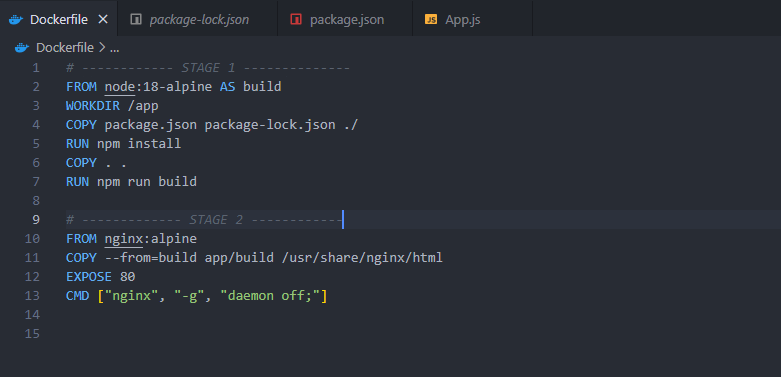 Dockerfile package-lock.json package.json JS App.js
Dockerfile > ...
1 # ------------ STAGE 1 --------------
2 FROM node:18-alpine AS build
3 WORKDIR /app
4 COPY package.json package-lock.json ./
5 RUN npm install
6 COPY . .
7 RUN npm run build
8
9 # ------------- STAGE 2 ------------
10 FROM nginx:alpine
11 COPY --from=build app/build /usr/share/nginx/html
12 EXPOSE 80
13 CMD ["nginx", "-g", "daemon off;"]
14
15